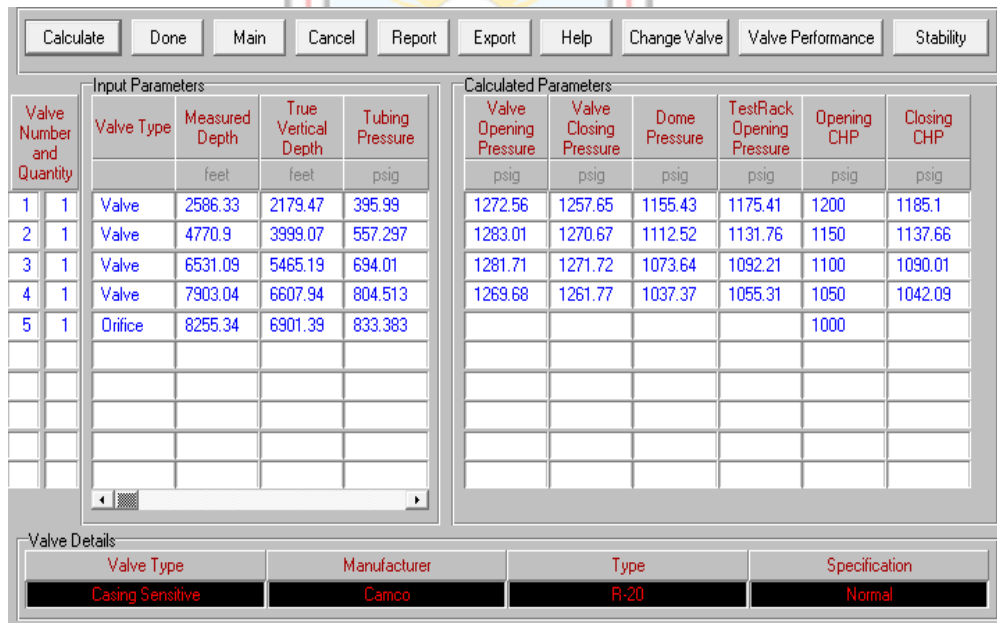 Calculate Done Main Cancel Report Export Help Change Valve Valve Performance Stability
Input Parameters Calculated Parameters
Valve Number and Quantity Valve Type Measured Depth True Vertical Depth Tubing Pressure Valve Opening Pressure Valve Closing Pressure Dome Pressure TestRack Opening Pressure Opening CHP Closing CHP
feet feet psig psig psig psig psig psig psig
1 1 Valve 2586.33 2179.47 395.99 1272.56 1257.65 1155.43 1175.41 1200 1185.1
2 1 Valve 4770.9 3999.07 557.297 1283.01 1270.67 1112.52 1131.76 1150 1137.66
3 1 Valve 6531.09 5465.19 694.01 1281.71 1271.72 1073.64 1092.21 1100 1090.01
4 1 Valve 7903.04 6607.94 804.513 1269.68 1261.77 1037.37 1055.31 1050 1042.09
5 1 Orifice 8255.34 6901.39 833.383 1000
Valve Details
Valve Type Manufacturer Type Specification
Casing Sensitive Camco R-20 Normal